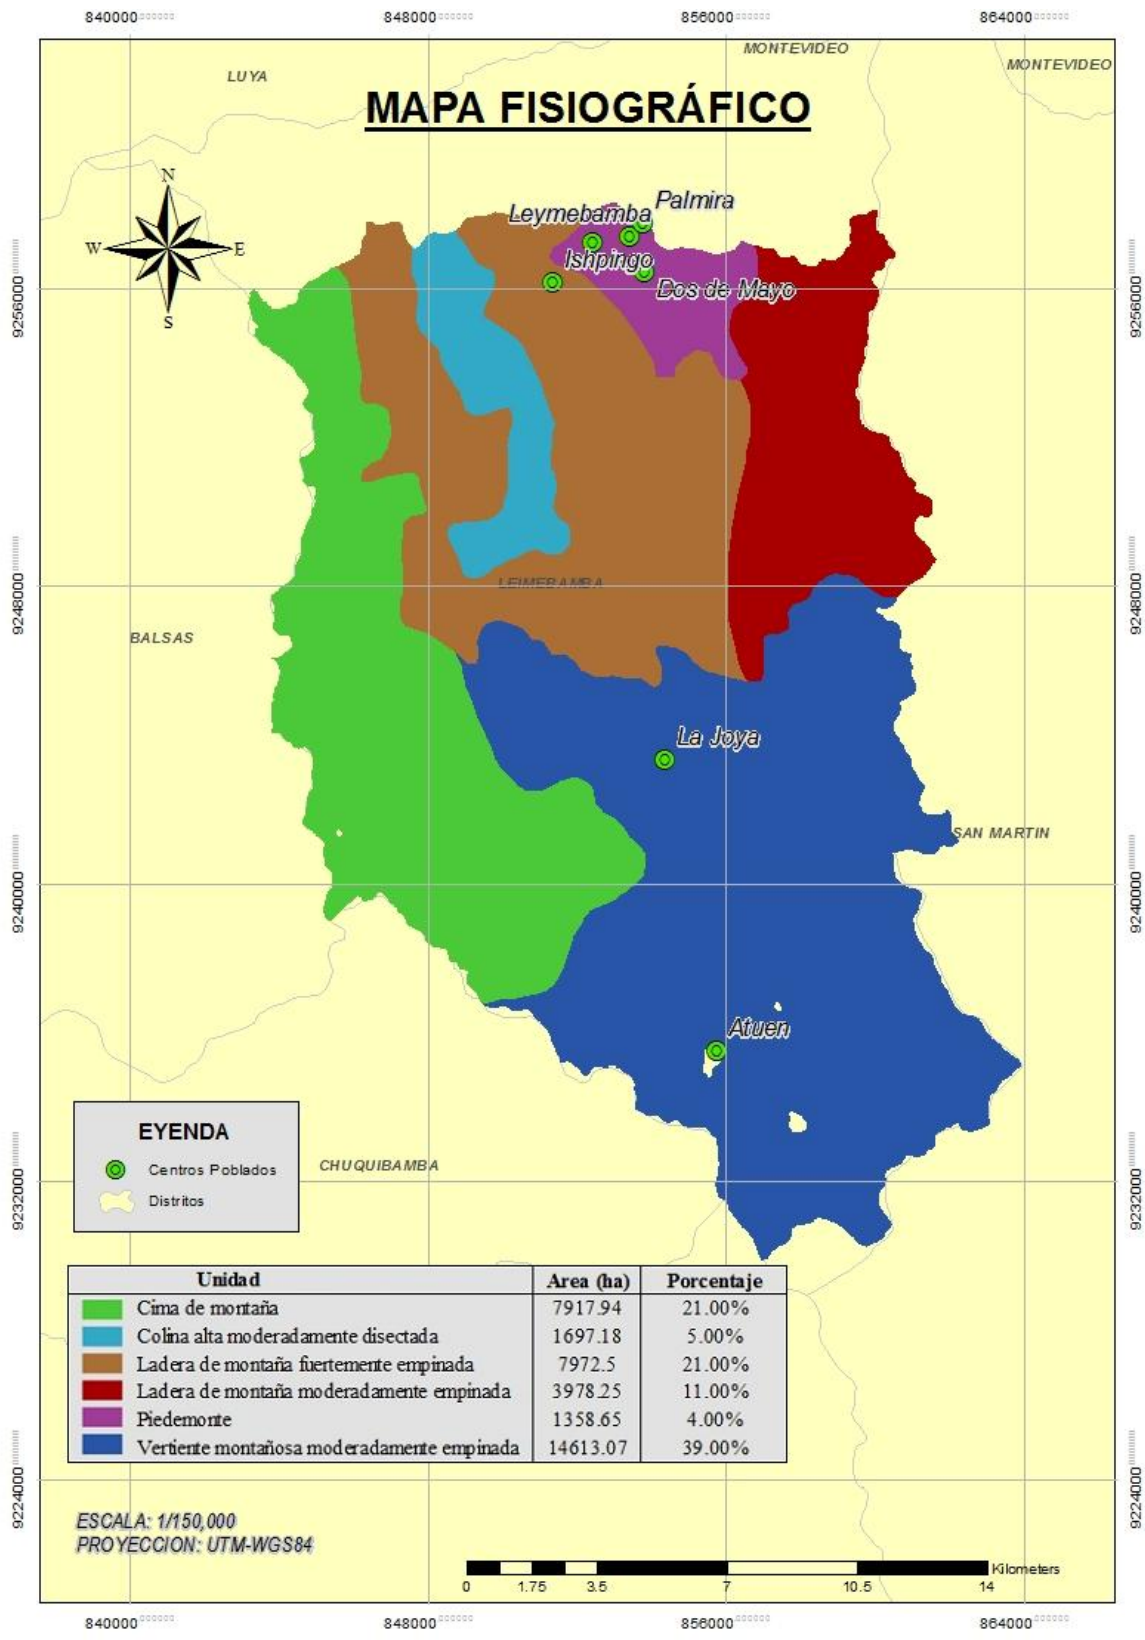 840000 848000 856000 864000
MONTEVIDEO
LUYA
MONTEVIDEO
MAPA FISIOGRÁFICO
N
W E
S
Palmira
Leymebamba
Ishpingo
Dos de Mayo
9256000 9256000
LEIMEBAMBA
9248000 9248000
BALSAS
La Joya
SAN MARTIN
9240000 9240000
Atuen
EYENDA
Centros Poblados
Distritos
CHUQUIBAMBA
9232000 9232000
Unidad Area (ha) Porcentaje
Cima de montaña 7917.94 21.00%
Colina alta moderadamente disectada 1697.18 5.00%
Ladera de montaña fuertemente empinada 7972.5 21.00%
Ladera de montaña moderadamente empinada 3978.25 11.00%
Piedemonte 1358.65 4.00%
Vertiente montañosa moderadamente empinada 14613.07 39.00%
9224000 9224000
ESCALA: 1/150,000
PROYECCION: UTM-WGS84
Kilometers
0 1.75 3.5 7 10.5 14
840000 848000 856000 864000